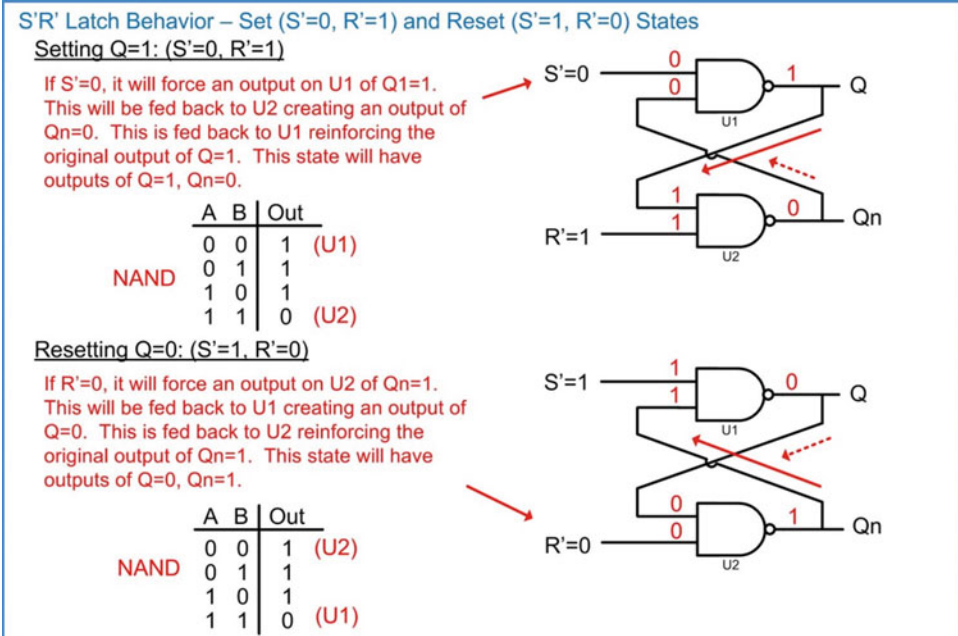 S'R' Latch Behavior – Set (S'=0, R'=1) and Reset (S'=1, R'=0) States
Setting Q=1: (S'=0, R'=1)
If S'=0, it will force an output on U1 of Q1=1.
This will be fed back to U2 creating an output of
Qn=0. This is fed back to U1 reinforcing the
original output of Q=1. This state will have
outputs of Q=1, Qn=0.
A B Out
0 0 1 (U1)
0 1 1
1 0 1
1 1 0 (U2)
NAND
S'=0
0
0
1
Q
U1
1
1
0
Qn
R'=1
U2
Resetting Q=0: (S'=1, R'=0)
If R'=0, it will force an output on U2 of Qn=1.
This will be fed back to U1 creating an output of
Q=0. This is fed back to U2 reinforcing the
original output of Qn=1. This state will have
outputs of Q=0, Qn=1.
A B Out
0 0 1 (U2)
0 1 1
1 0 1
1 1 0 (U1)
NAND
S'=1
1
1
0
Q
U1
0
0
1
Qn
R'=0
U2